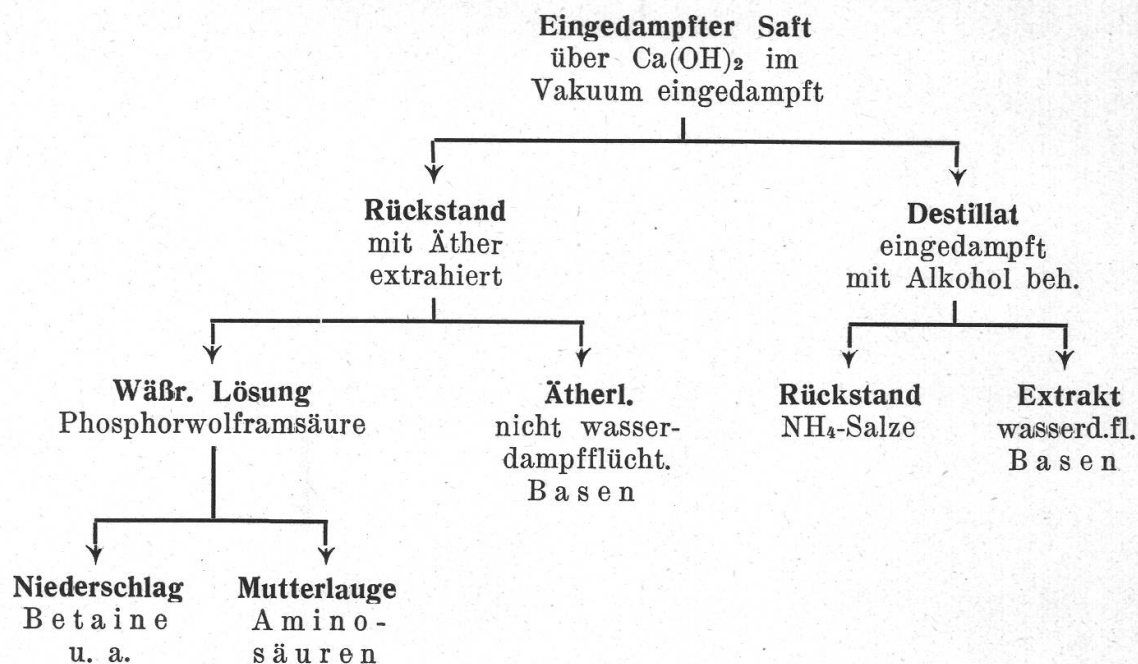 Eingedampfter Saft
über Ca(OH)₂ im
Vakuum eingedampft
Rückstand
mit Äther
extrahiert
Destillat
eingedampft
mit Alkohol beh.
Wäßr. Lösung
Phosphorwolframsäure
Ätherl.
nicht wasser-
dampfflücht.
Basen
Rückstand
NH₄-Salze
Extrakt
wasserd.fl.
Basen
Niederschlag
Betaine
u. a.
Mutterlauge
Amino-
säuren